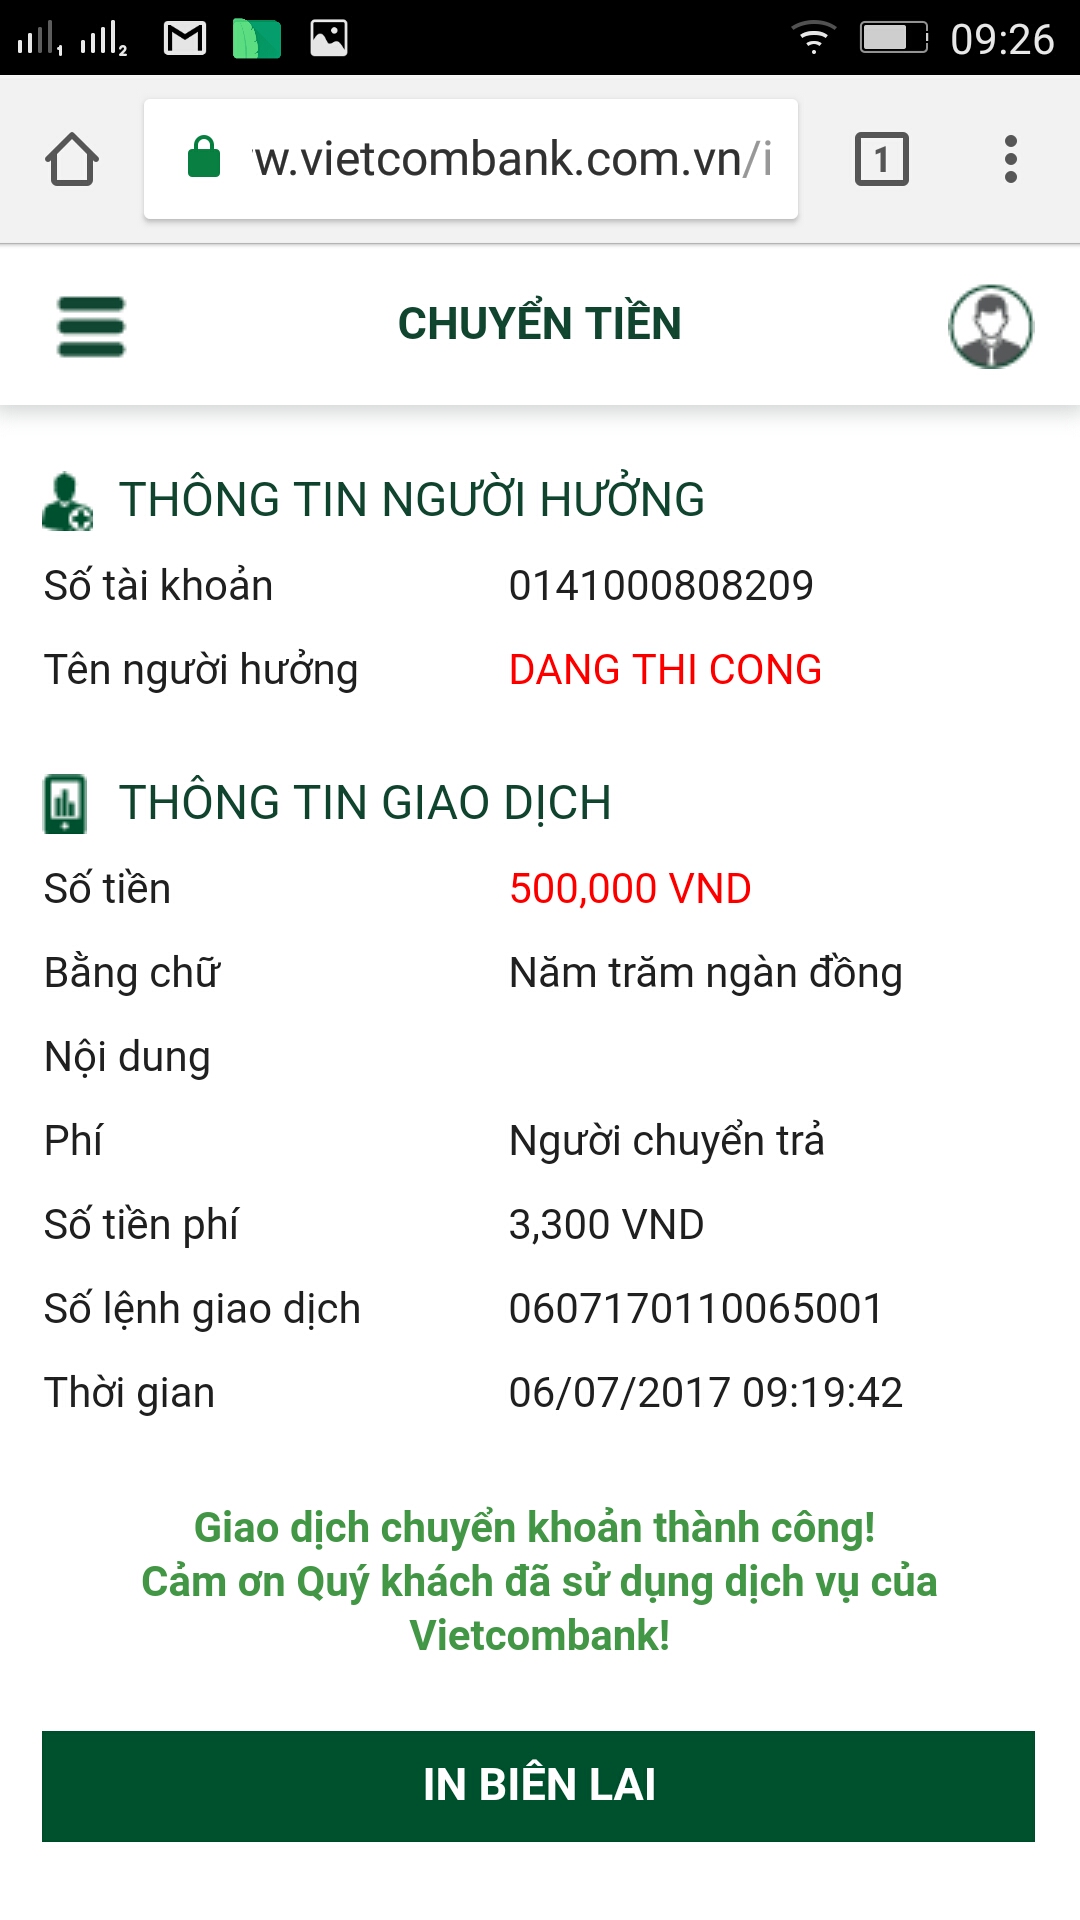 1 2 09:26
w.vietcombank.com.vn/i 1
CHUYỂN TIỀN
THÔNG TIN NGƯỜI HƯỞNG
Số tài khoản 0141000808209
Tên người hưởng DANG THI CONG
THÔNG TIN GIAO DỊCH
Số tiền 500,000 VND
Bằng chữ Năm trăm ngàn đồng
Nội dung
Phí Người chuyển trả
Số tiền phí 3,300 VND
Số lệnh giao dịch 0607170110065001
Thời gian 06/07/2017 09:19:42
Giao dịch chuyển khoản thành công!
Cảm ơn Quý khách đã sử dụng dịch vụ của
Vietcombank!
IN BIÊN LAI